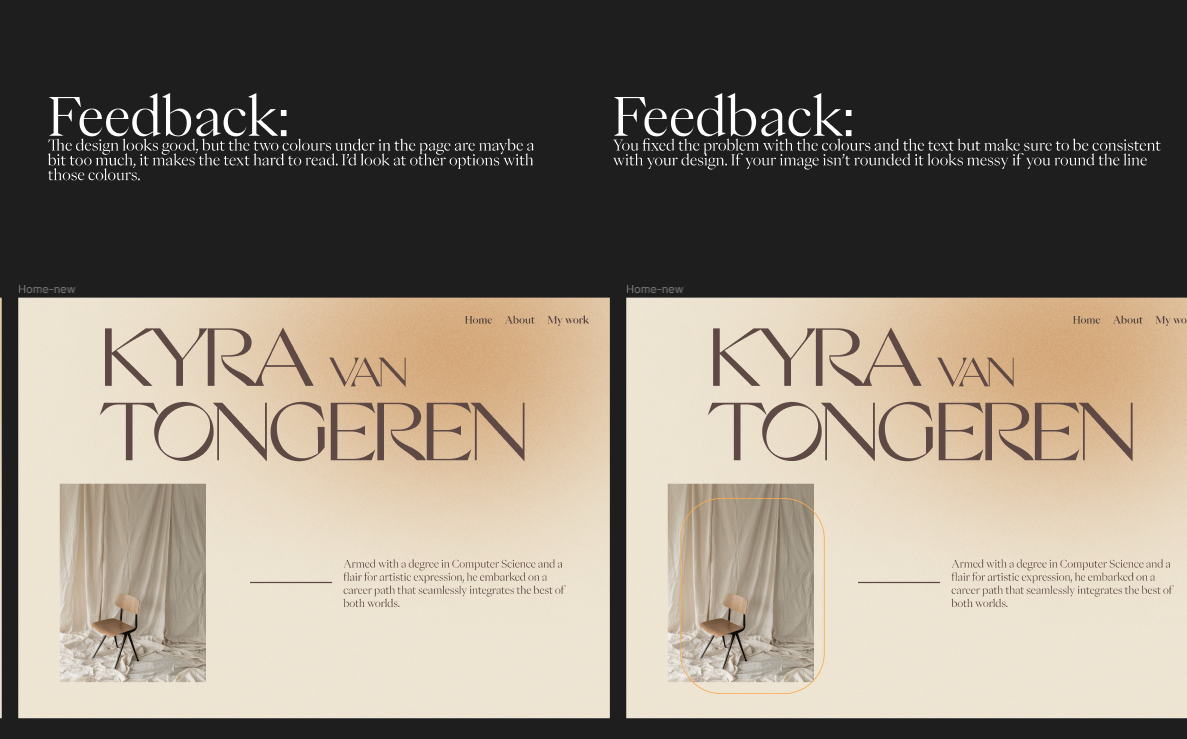 Feedback:
The design looks good, but the two colours under in the page are maybe a
bit too much, it makes the text hard to read. I'd look at other options with
those colours.
Feedback:
You fixed the problem with the colours and the text but make sure to be consistent
with your design. If your image isn't rounded it looks messy if you round the line
Home-new
Home About My work
KYRA VAN
TONGEREN
Armed with a degree in Computer Science and a
flair for artistic expression, he embarked on a
career path that seamlessly integrates the best of
both worlds.
Home-new
Home About My wo
KYRA VAN
TONGEREN
Armed with a degree in Computer Science and a
flair for artistic expression, he embarked on a
career path that seamlessly integrates the best of
both worlds.